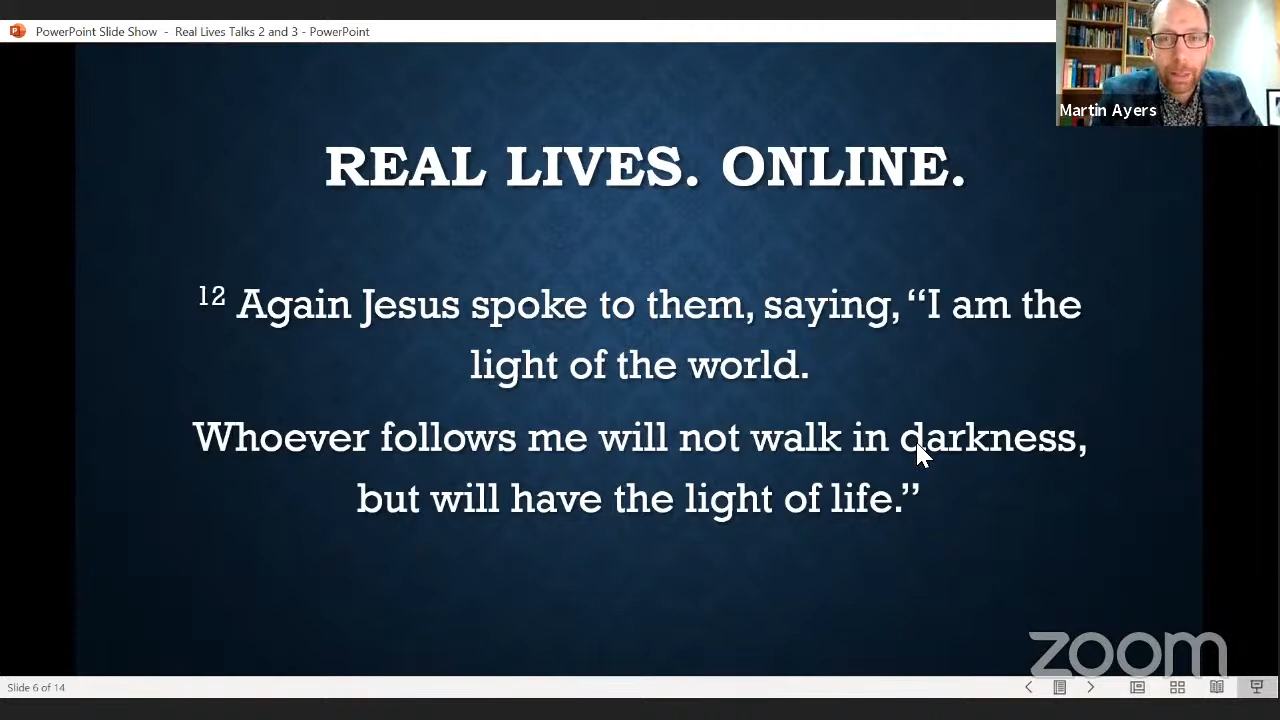 PowerPoint Slide Show - Real Lives Talks 2 and 3 - PowerPoint
Martin Ayers
REAL LIVES. ONLINE.
12 Again Jesus spoke to them, saying, “I am the
light of the world.
Whoever follows me will not walk in darkness,
but will have the light of life.”
zoom
Slide 6 of 14